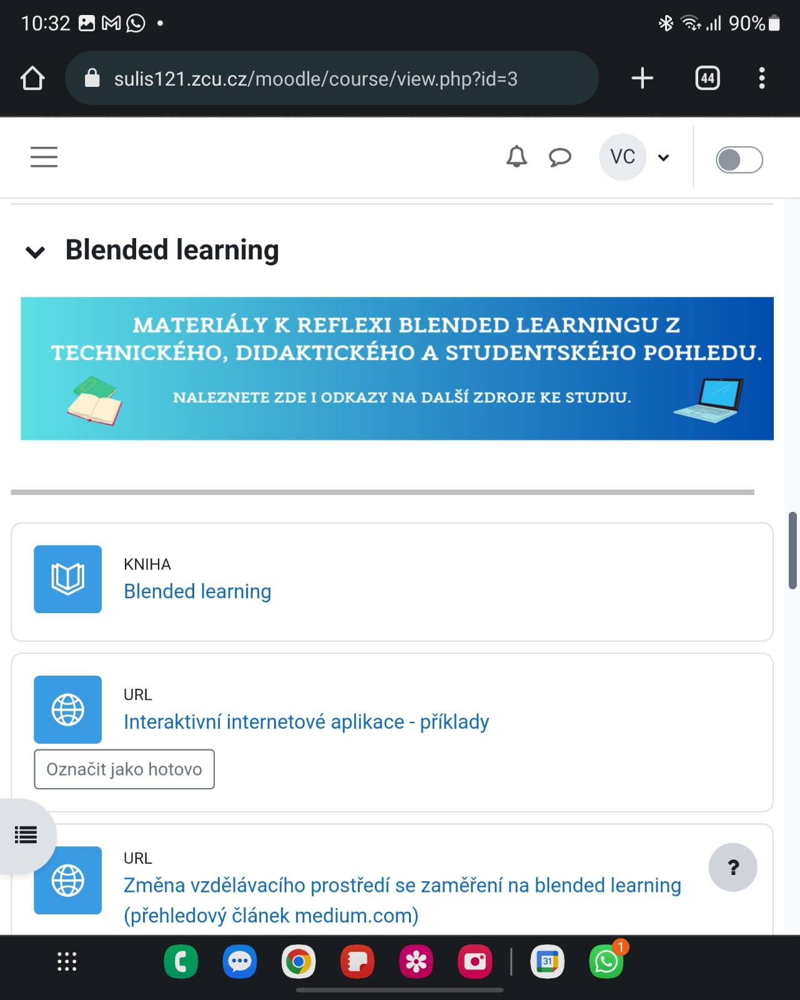 10:32
90%
sulis121.zcu.cz/moodle/course/view.php?id=3
44
VC
Blended learning
MATERIÁLY K REFLEXI BLENDED LEARNINGU Z
TECHNICKÉHO, DIDAKTICKÉHO A STUDENTSKÉHO POHLEDU.
NALEZNETE ZDE I ODKAZY NA DALŠÍ ZDROJE KE STUDIU.
KNIHA
Blended learning
URL
Interaktivní internetové aplikace - příklady
Označit jako hotovo
URL
Změna vzdělávacího prostředí se zaměření na blended learning
(přehledový článek medium.com)
?
31
1